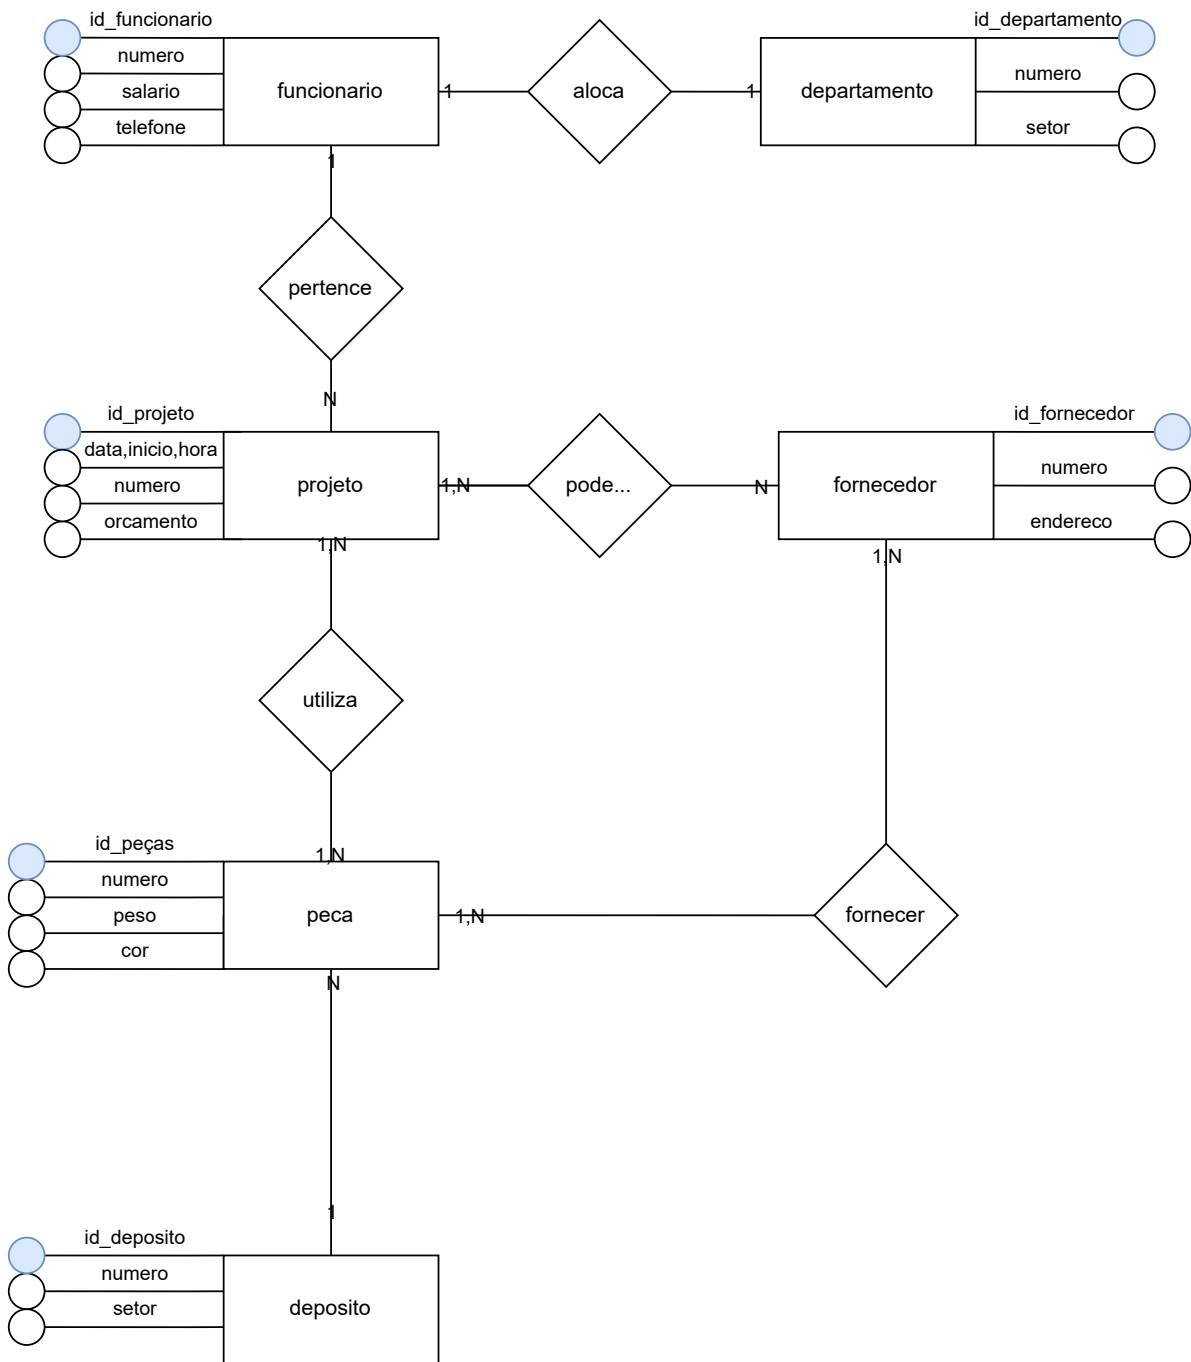 id_funcionario
numero
salario
telefone
funcionario
1
aloca
1
departamento
id_departamento
numero
setor
1
pertence
N
id_projeto
data,inicio,hora
numero
orcamento
projeto
1,N
pode...
N
fornecedor
id_fornecedor
numero
endereco
1,N
1,N
utiliza
1,N
id_peças
numero
peso
cor
peca
1,N
fornecer
N
1
id_deposito
numero
setor
deposito